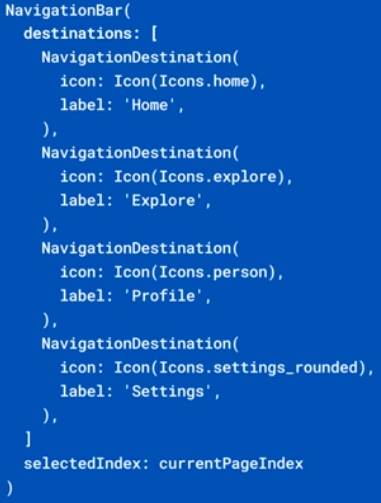 NavigationBar(
  destinations: [
    NavigationDestination(
      icon: Icon(Icons.home),
      label: 'Home',
    ),
    NavigationDestination(
      icon: Icon(Icons.explore),
      label: 'Explore',
    ),
    NavigationDestination(
      icon: Icon(Icons.person),
      label: 'Profile',
    ),
    NavigationDestination(
      icon: Icon(Icons.settings_rounded),
      label: 'Settings',
    ),
  ]
  selectedIndex: currentPageIndex
)